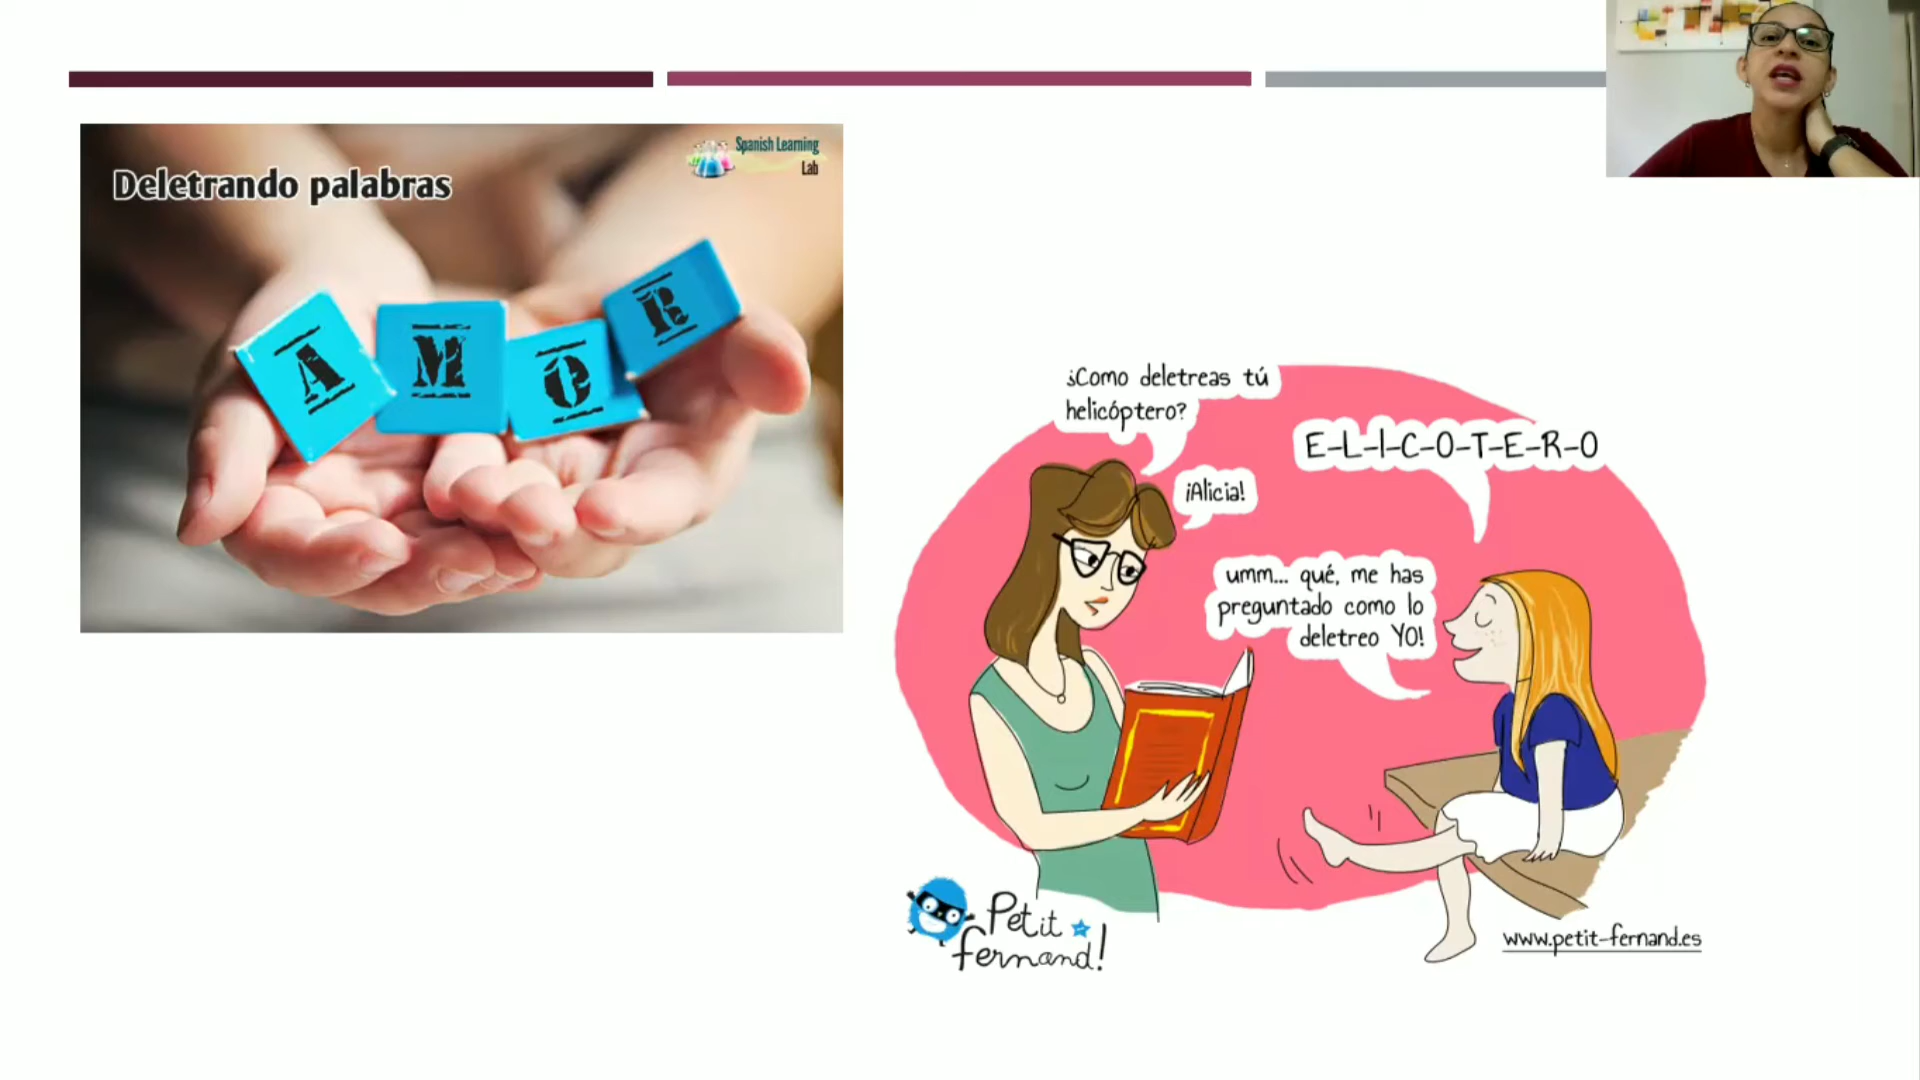 Deletrando palabras
Spanish Learning
Lab
A M O R
¿Como deletreas tú
helicóptero?
E-L-I-C-O-T-E-R-O
¡Alicia!
umm... qué, me has
preguntado como lo
deletreo YO!
Petit
fernand!
www.petit-fernand.es